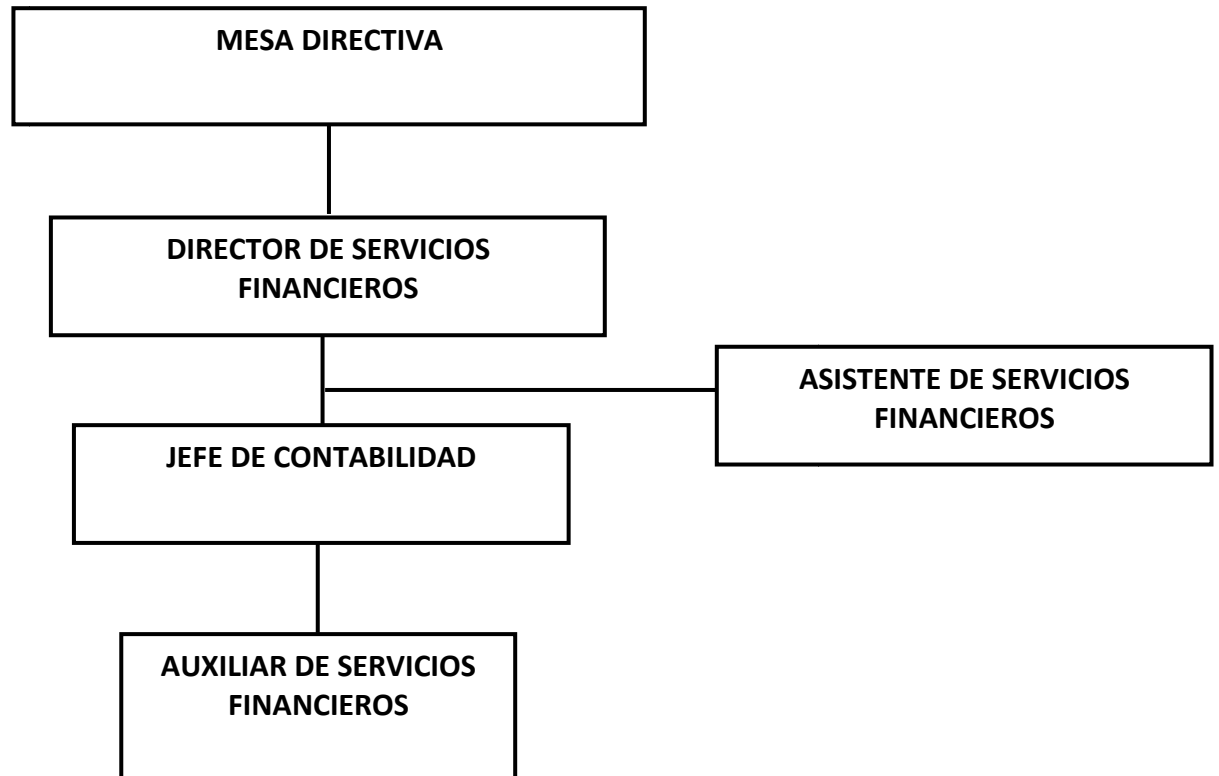 MESA DIRECTIVA
DIRECTOR DE SERVICIOS
FINANCIEROS
ASISTENTE DE SERVICIOS
FINANCIEROS
JEFE DE CONTABILIDAD
AUXILIAR DE SERVICIOS
FINANCIEROS